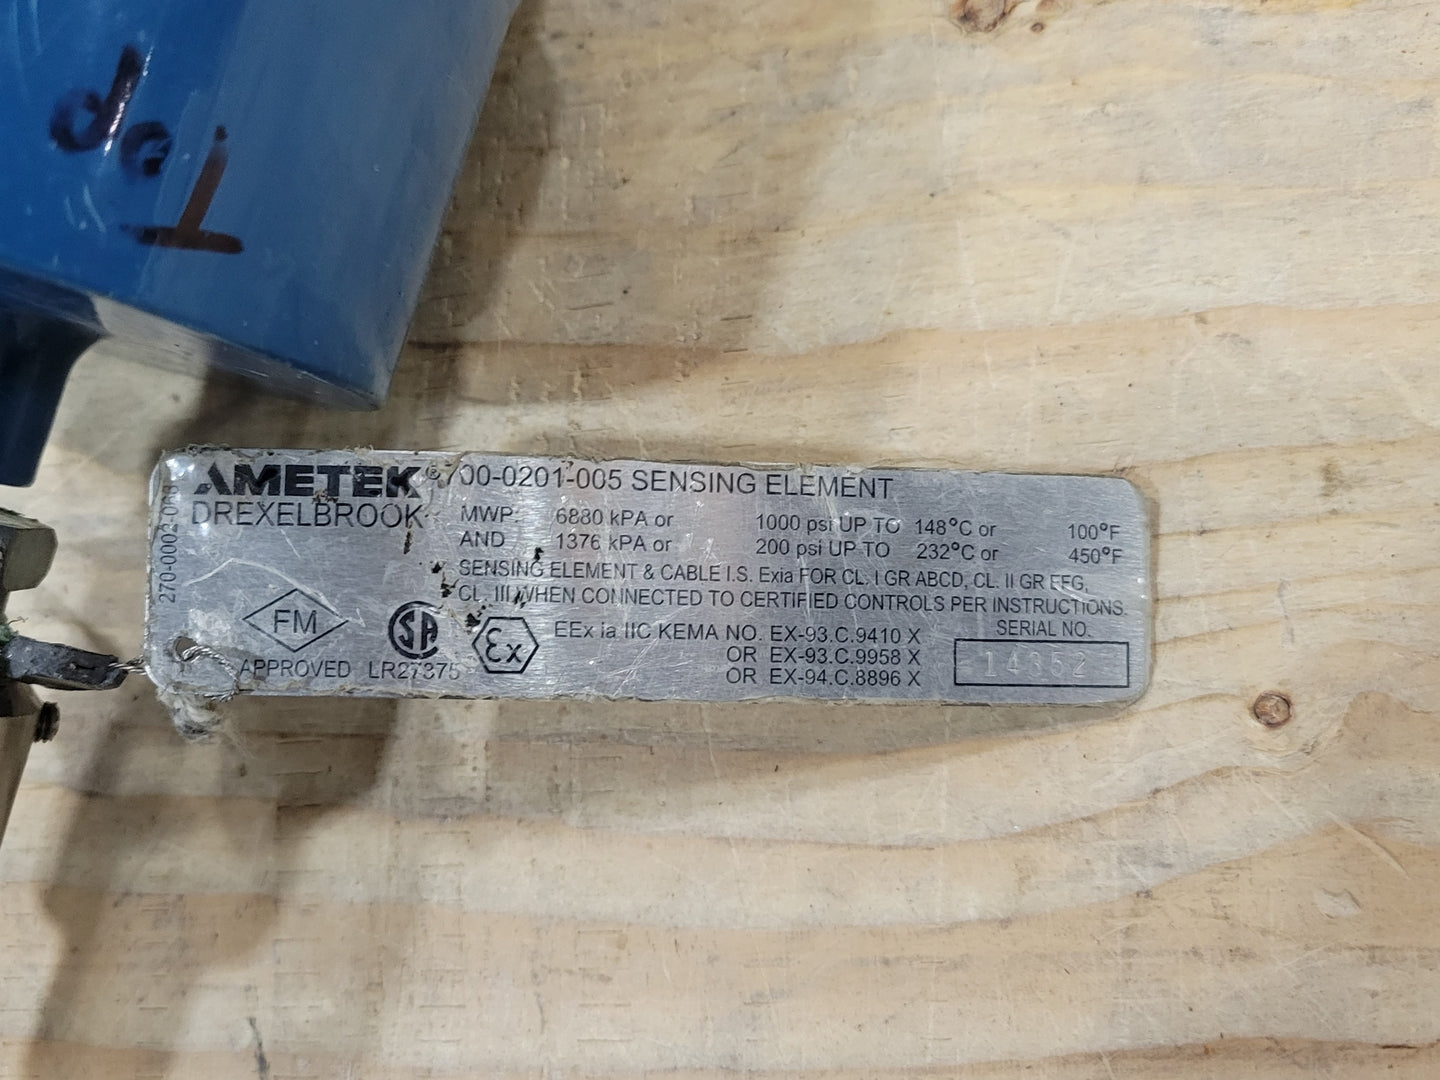 Top
AMETEK® 700-0201-005 SENSING ELEMENT
DREXELBROOK
MWP: 6880 kPa or 1000 psi UP TO 148°C or 100°F
AND 1376 kPa or 200 psi UP TO 232°C or 450°F
SENSING ELEMENT & CABLE I.S. Exia FOR CL. I GR ABCD, CL. II GR EFG,
CL. III WHEN CONNECTED TO CERTIFIED CONTROLS PER INSTRUCTIONS.
FM
APPROVED
SA
LR27375
Ex
EEx ia IIC KEMA NO. EX-93.C.9410 X
OR EX-93.C.9958 X
OR EX-94.C.8896 X
SERIAL NO.
14352